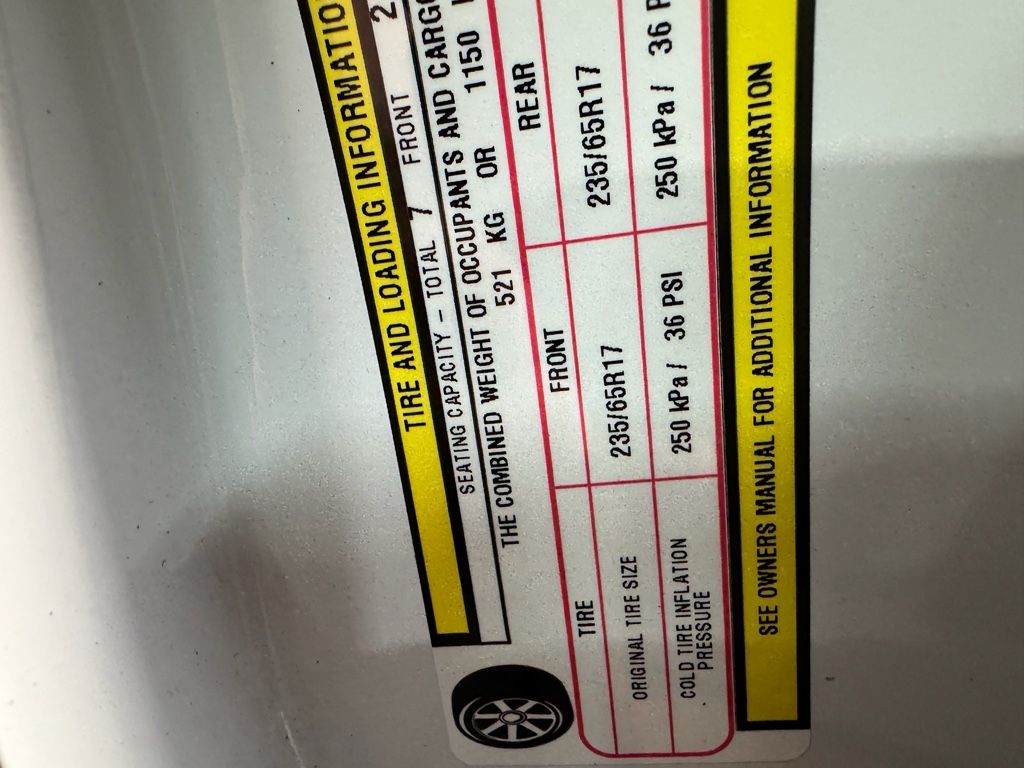 TIRE AND LOADING INFORMATIO
SEATING CAPACITY – TOTAL 7 FRONT 2
THE COMBINED WEIGHT OF OCCUPANTS AND CARGO
521 KG OR 1150
TIRE FRONT REAR
ORIGINAL TIRE SIZE 235/65R17 235/65R17
COLD TIRE INFLATION PRESSURE 250 kPa / 36 PSI 250 kPa / 36 P
SEE OWNERS MANUAL FOR ADDITIONAL INFORMATION